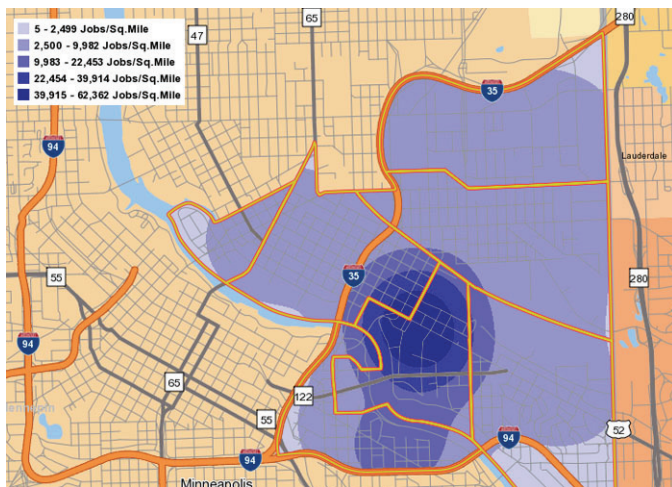 5 - 2,499 Jobs/Sq.Mile
2,500 - 9,982 Jobs/Sq.Mile
9,983 - 22,453 Jobs/Sq.Mile
22,454 - 39,914 Jobs/Sq.Mile
39,915 - 62,362 Jobs/Sq.Mile
65
280
47
35
94
Lauderdale
55
35
280
94
65
122
55
52
94
94
Minneapolis